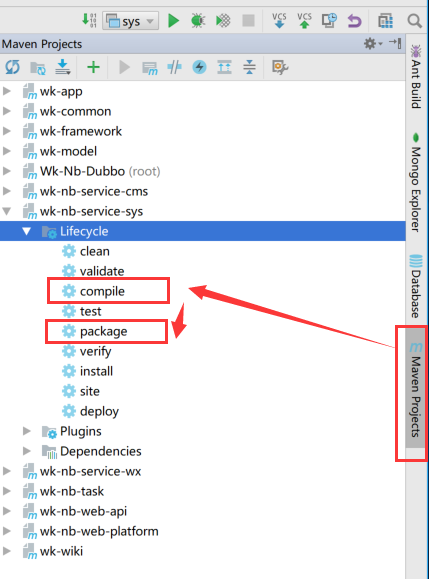 sys
VCS
VCS
Maven Projects
wk-app
wk-common
wk-framework
wk-model
Wk-Nb-Dubbo (root)
wk-nb-service-cms
wk-nb-service-sys
Lifecycle
clean
validate
compile
test
package
verify
install
site
deploy
Plugins
Dependencies
wk-nb-service-wx
wk-nb-task
wk-nb-web-api
wk-nb-web-platform
wk-wiki
Ant Build
Mongo Explorer
Database
Maven Projects